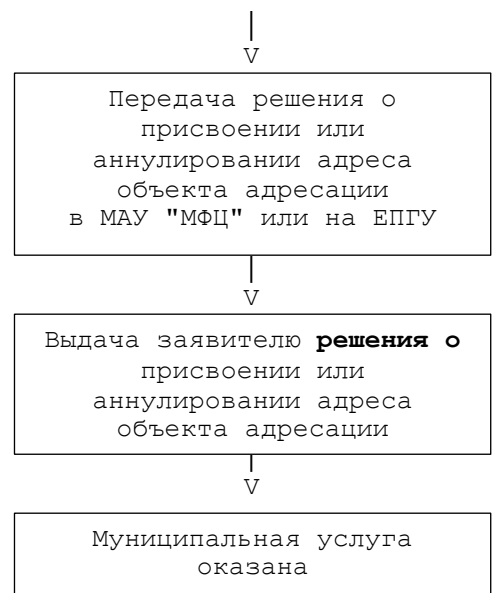 V
Передача решения о
присвоении или
аннулировании адреса
объекта адресации
в МАУ "МФЦ" или на ЕПГУ
V
Выдача заявителю решения о
присвоении или
аннулировании адреса
объекта адресации
V
Муниципальная услуга
оказана